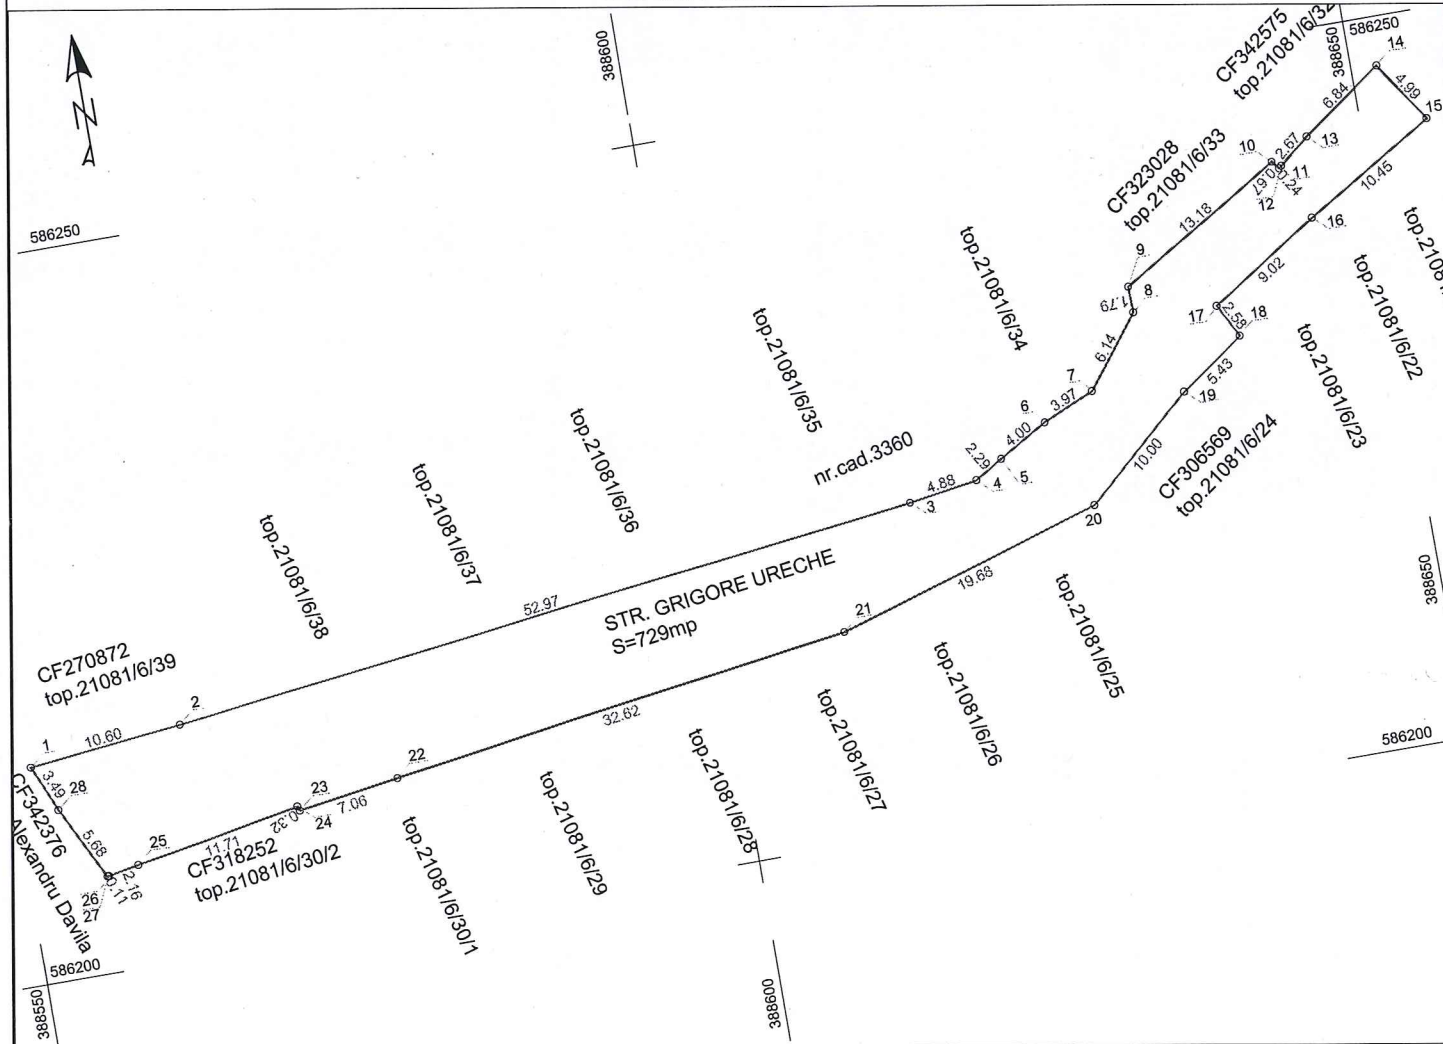 388600
CF342575
top.21081/6/32
388650
586250
14
6.84
4.99
15
13
2.67
10
11
0.67
0.24
12
10.45
CF323028
top.21081/6/33
13.18
16
N
586250
9
8
1.79
9.02
17
2.58
18
top.21081/6/34
top.21081/6/22
top.21081/6/23
top.21081/6/35
6.14
5.43
7
19
6
3.97
4.00
top.21081/6/36
nr.cad.3360
2.29
5
4
4.88
3
10.00
CF306569
top.21081/6/24
20
top.21081/6/37
top.21081/6/38
52.97
STR. GRIGORE URECHE
S=729mp
19.68
388650
21
top.21081/6/25
top.21081/6/26
CF270872
top.21081/6/39
2
1
10.60
32.62
top.21081/6/27
top.21081/6/28
586200
3.49
28
22
CF342376
Alexandru Davila
5.68
23
7.06
0.32
24
25
11.71
CF318252
top.21081/6/30/2
top.21081/6/29
top.21081/6/30/1
2.16
0.11
26
27
586200
388550
388600